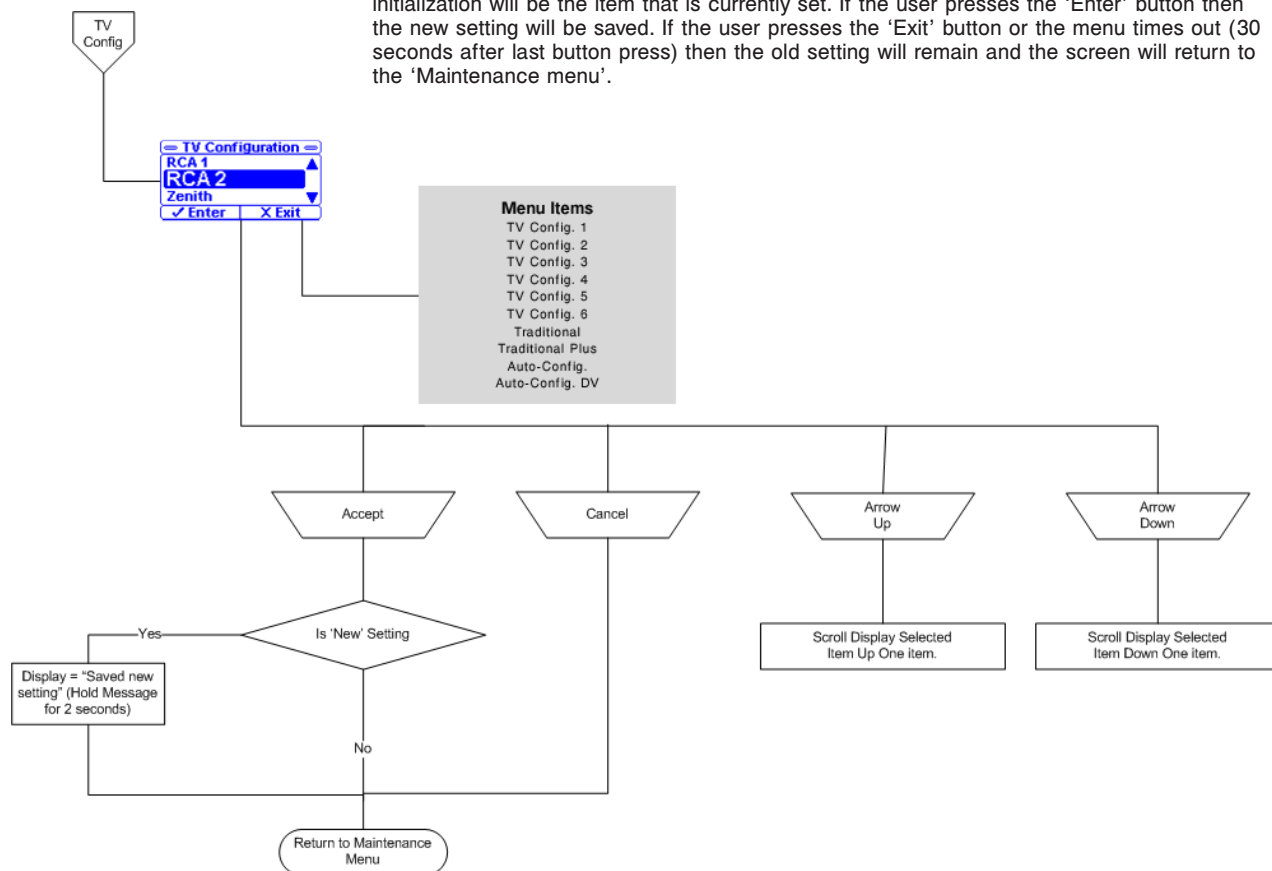 initialization will be the item that is currently set. If the user presses the ‘Enter’ button then
the new setting will be saved. If the user presses the ‘Exit’ button or the menu times out (30
seconds after last button press) then the old setting will remain and the screen will return to
the ‘Maintenance menu’.
TV
Config
TV Configuration
RCA 1
RCA 2
Zenith
✓ Enter
X Exit
Menu Items
TV Config. 1
TV Config. 2
TV Config. 3
TV Config. 4
TV Config. 5
TV Config. 6
Traditional
Traditional Plus
Auto-Config.
Auto-Config. DV
Accept
Cancel
Arrow
Up
Arrow
Down
Is ‘New’ Setting
Yes
No
Display = “Saved new
setting” (Hold Message
for 2 seconds)
Scroll Display Selected
Item Up One item.
Scroll Display Selected
Item Down One item.
Return to Maintenance
Menu